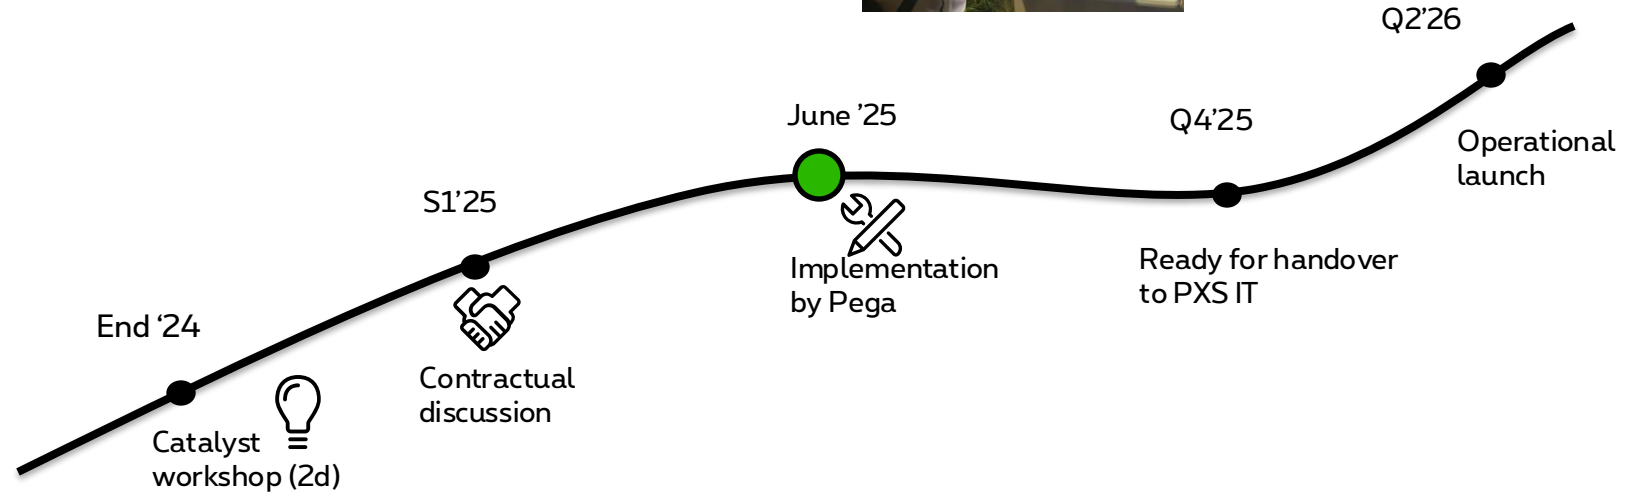 Q2’26
June ’25
Q4’25
Operational
launch
S1’25
Implementation
by Pega
Ready for handover
to PXS IT
End ‘24
Contractual
discussion
Catalyst
workshop (2d)